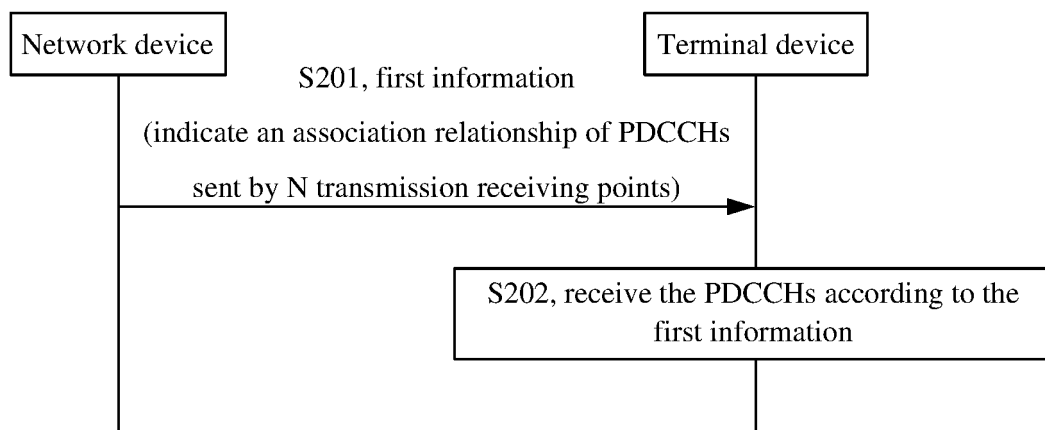 Network device
Terminal device
S201, first information
(indicate an association relationship of PDCCHs
sent by N transmission receiving points)
S202, receive the PDCCHs according to the
first information